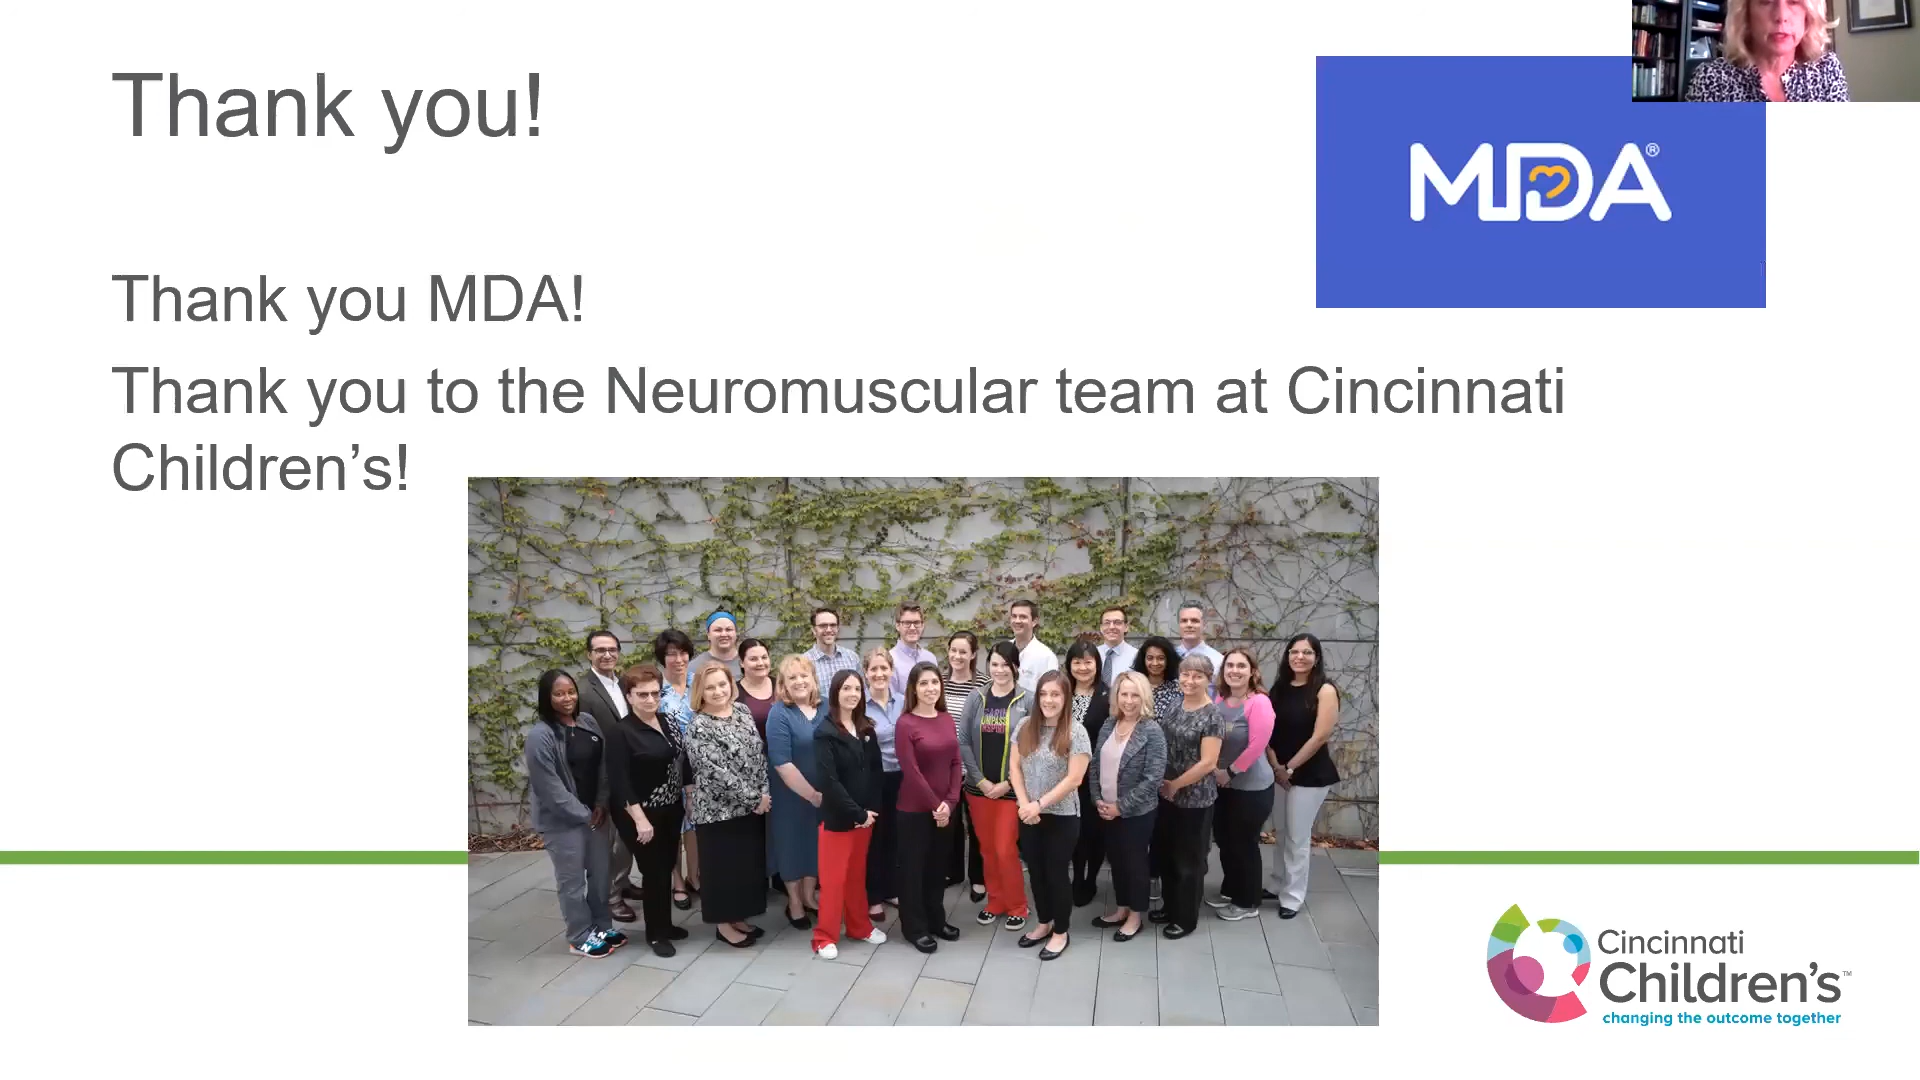 Thank you!
MDA®
Thank you MDA!
Thank you to the Neuromuscular team at Cincinnati
Children’s!
Cincinnati
Children’s™
changing the outcome together